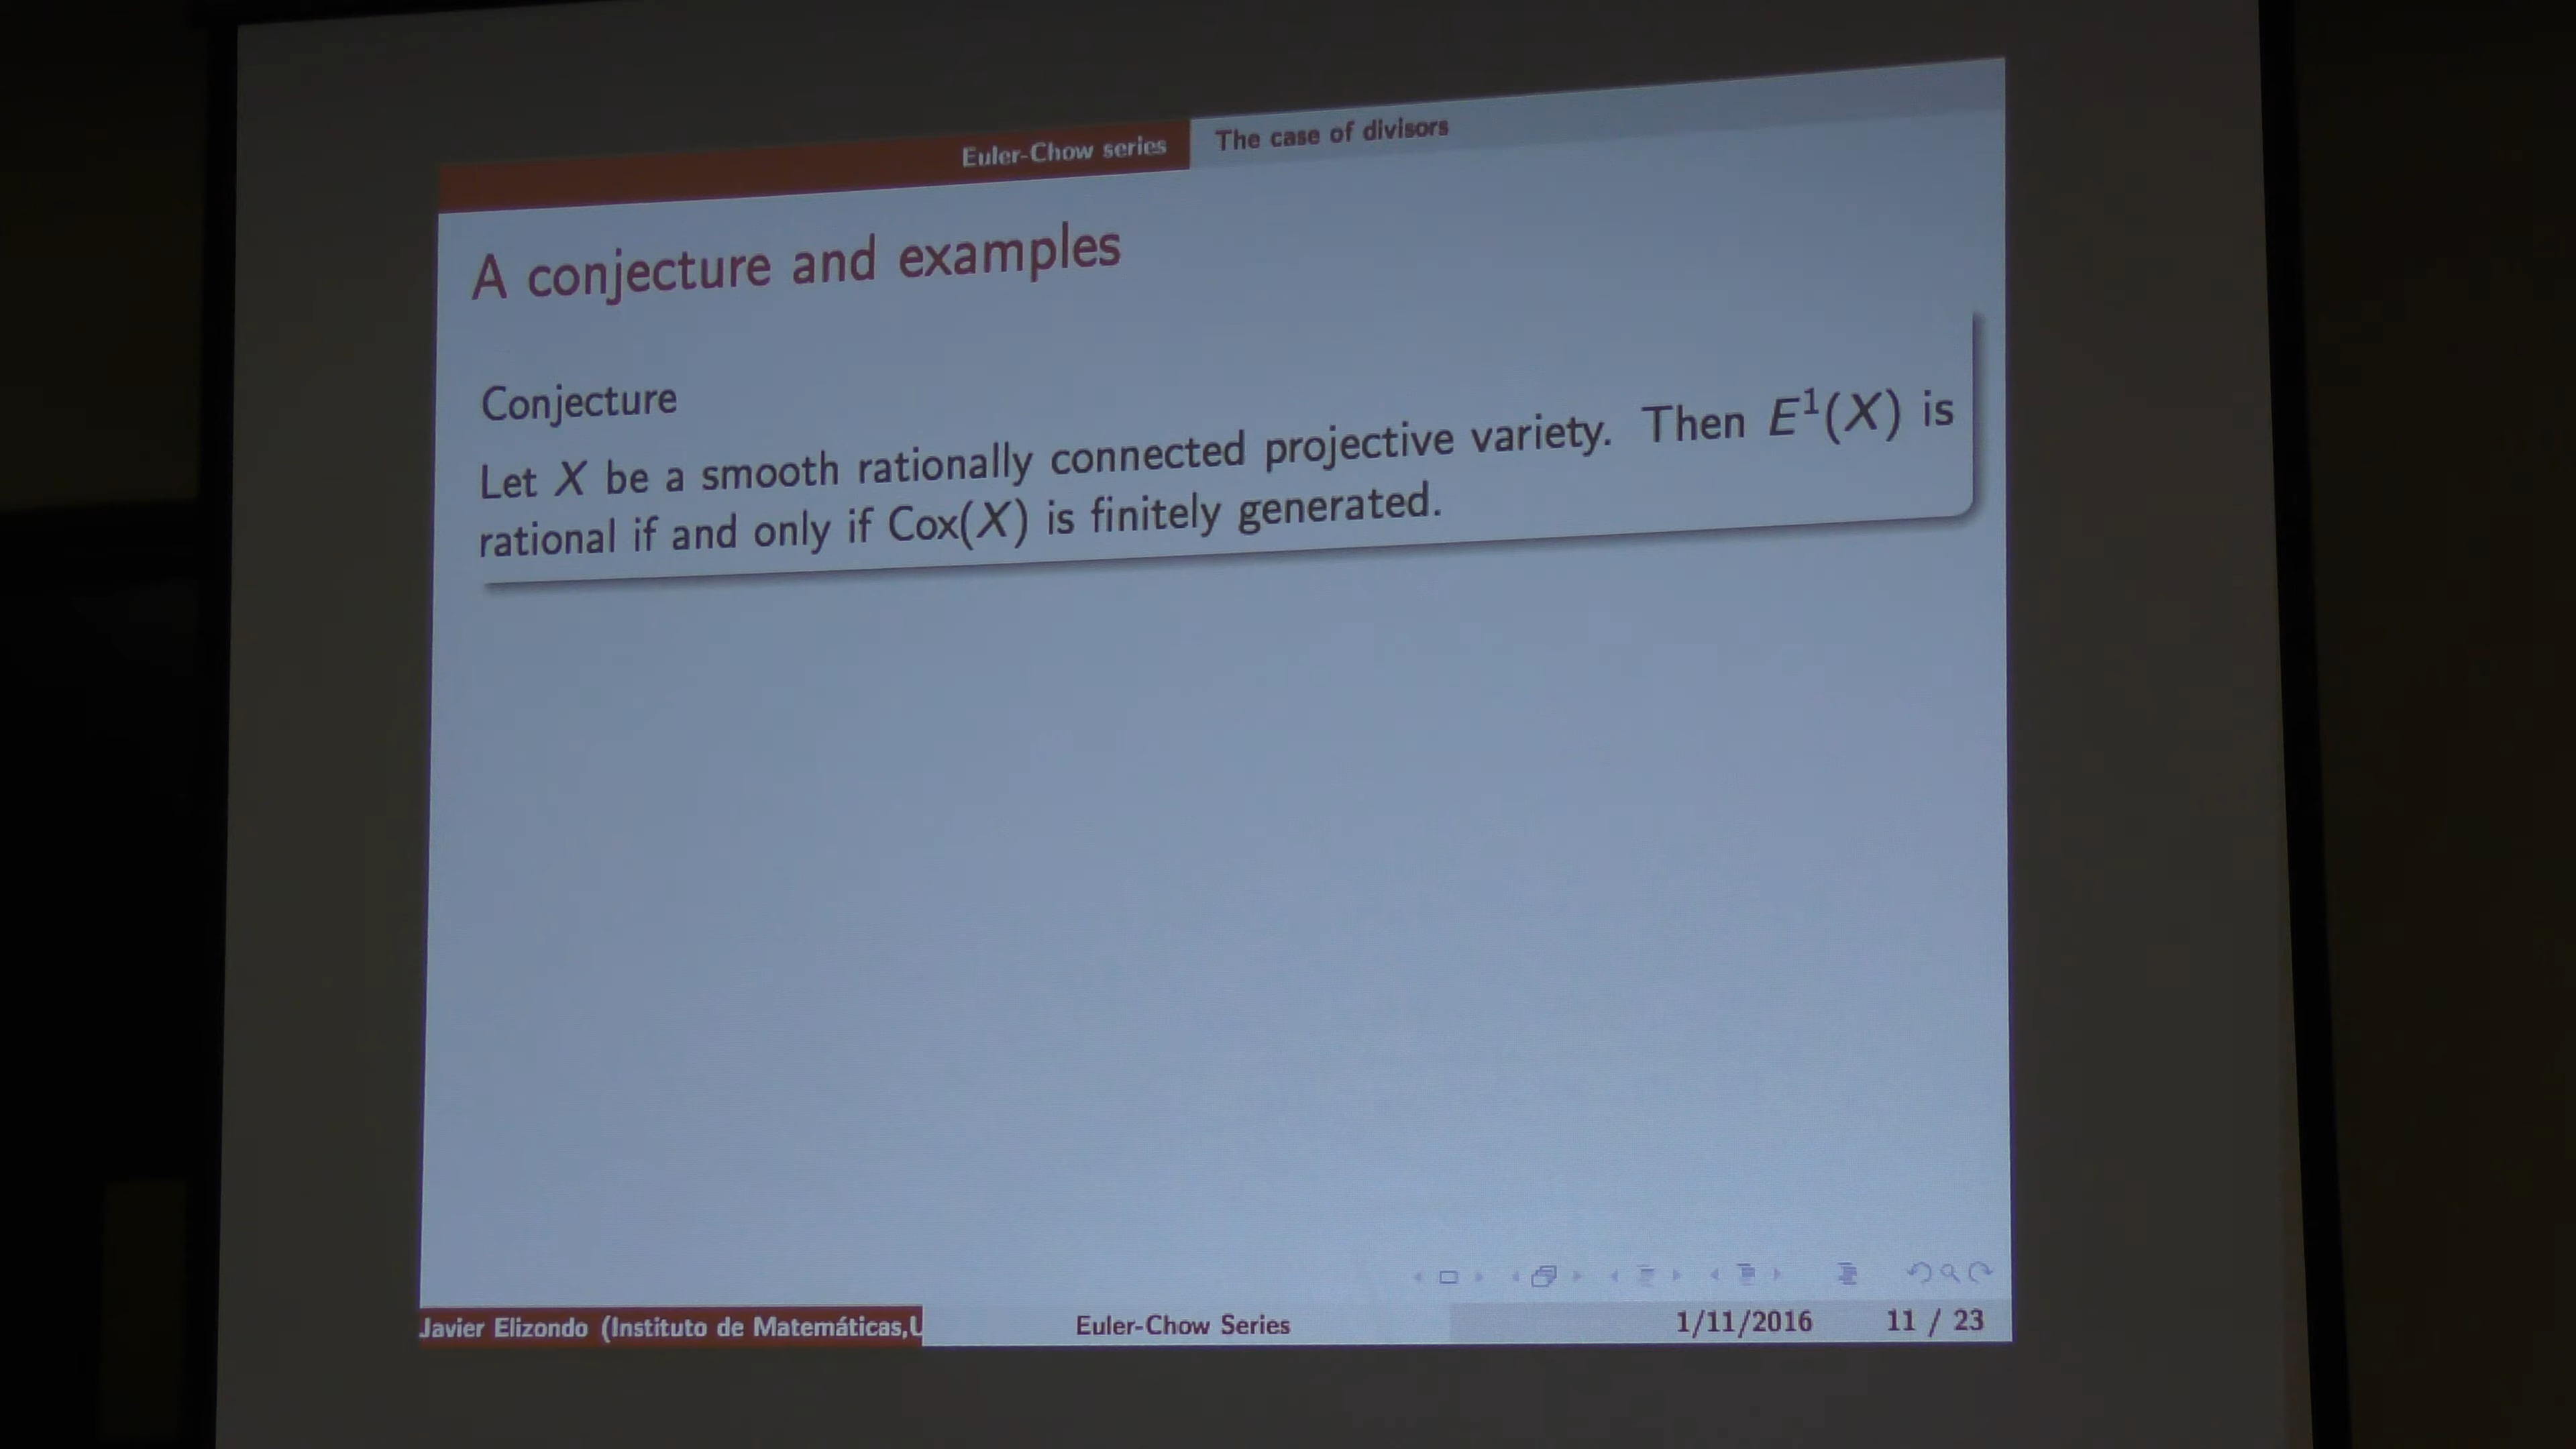 Euler-Chow series
The case of divisors
A conjecture and examples
Conjecture
Let X be a smooth rationally connected projective variety. Then E¹(X) is
rational if and only if Cox(X) is finitely generated.
Javier Elizondo (Instituto de Matemáticas,U
Euler-Chow Series
1/11/2016
11 / 23